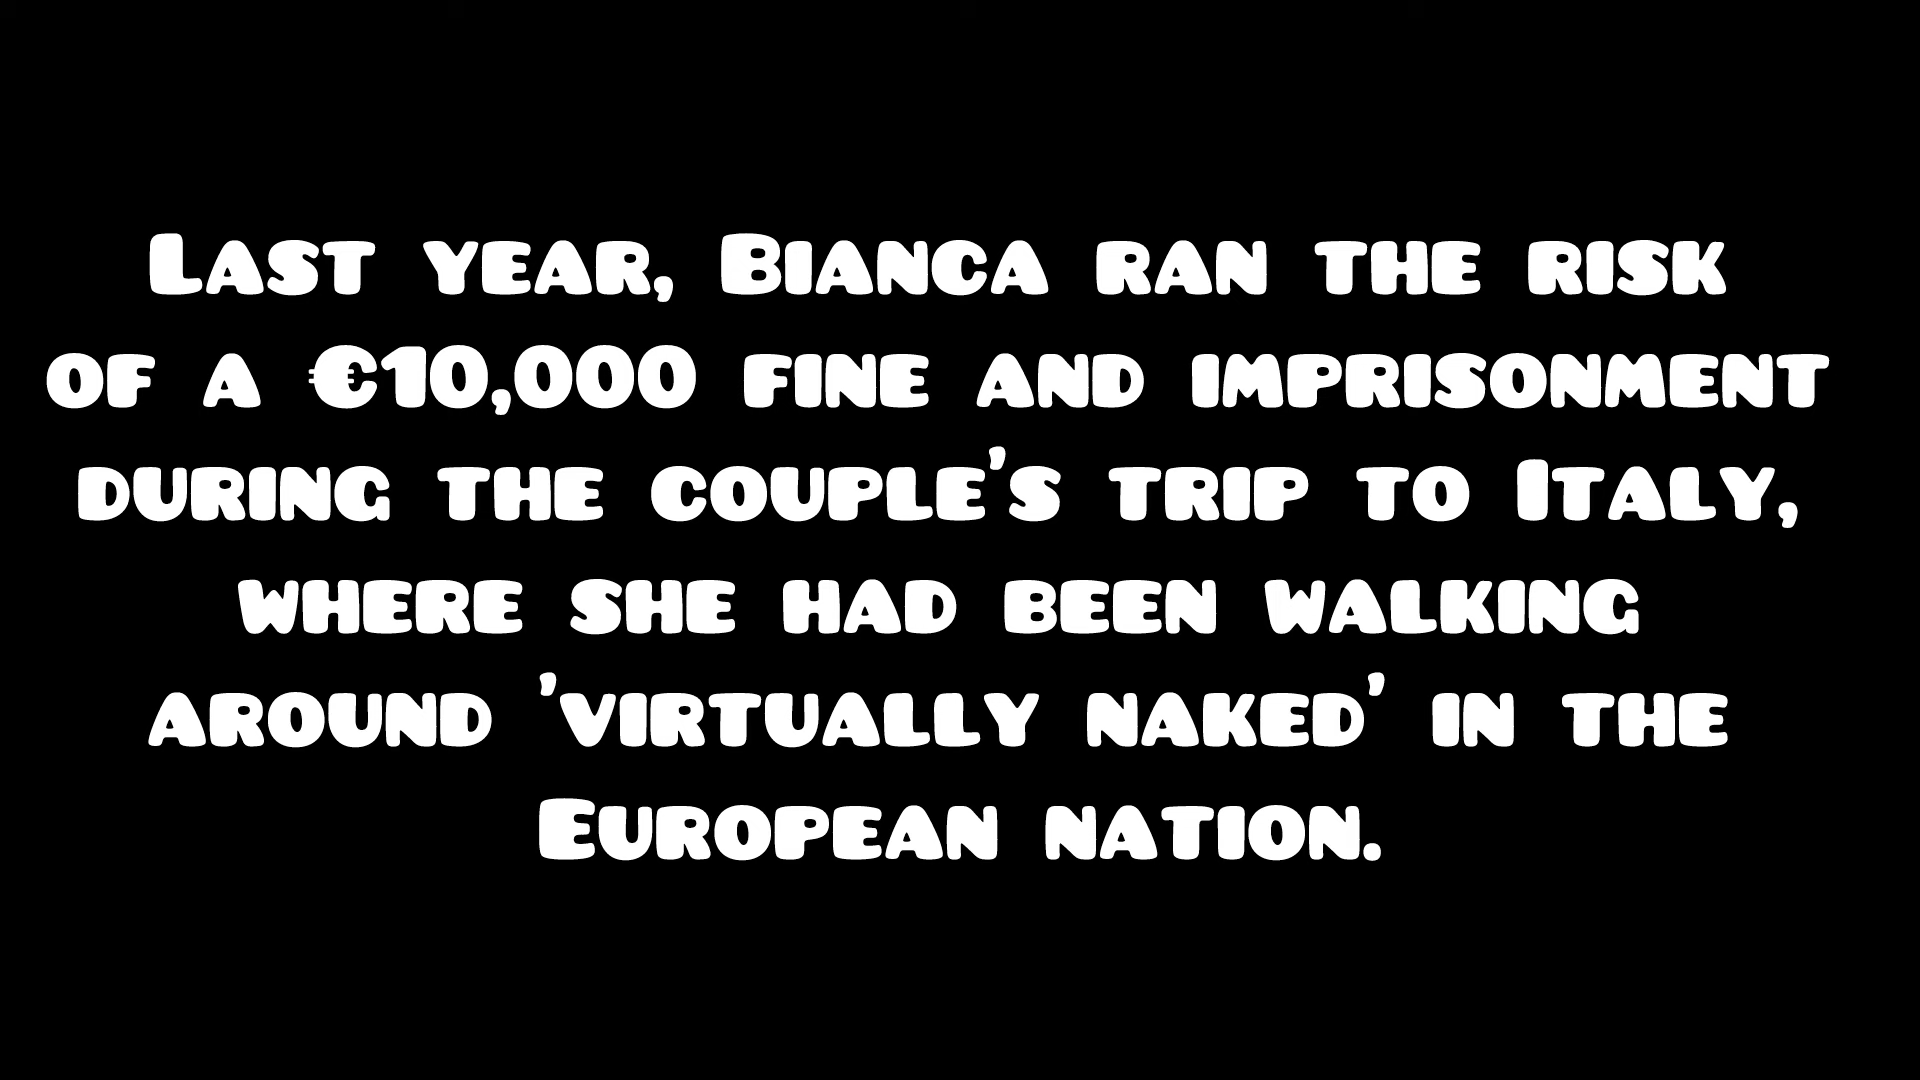 Last year, Bianca ran the risk
of a €10,000 fine and imprisonment
during the couple's trip to Italy,
where she had been walking
around 'virtually naked' in the
European nation.